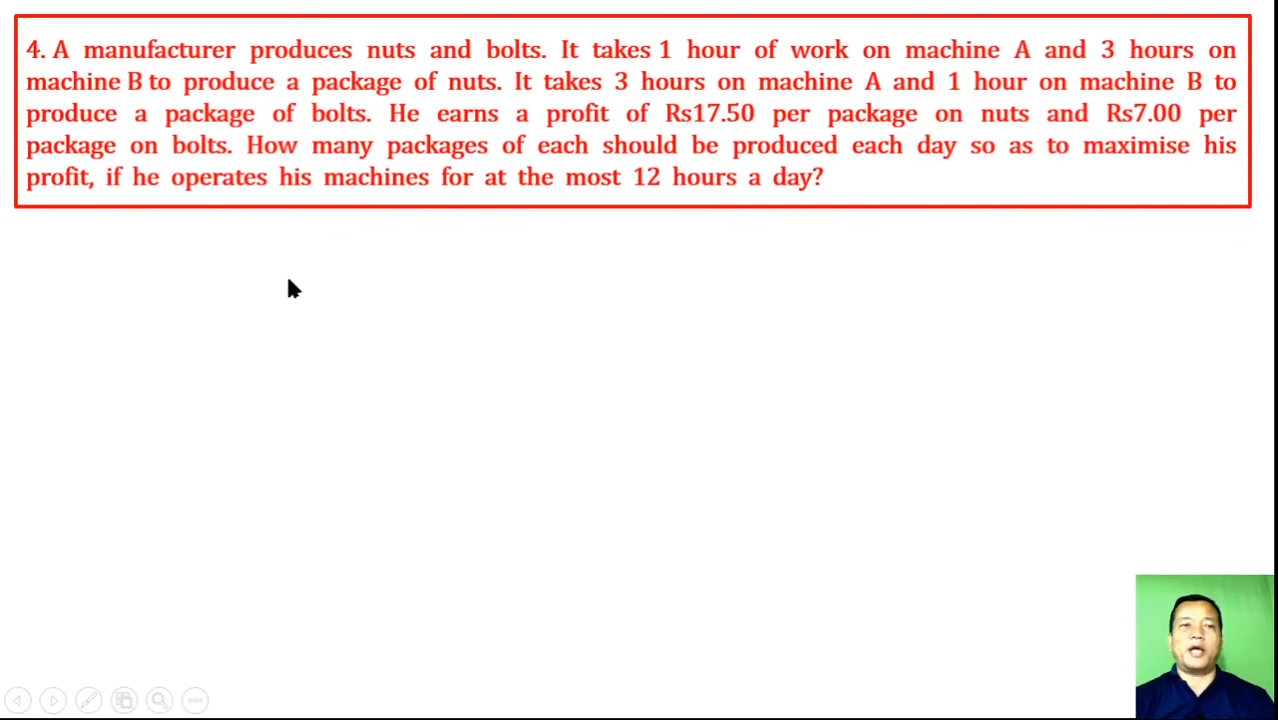 4. A manufacturer produces nuts and bolts. It takes 1 hour of work on machine A and 3 hours on
machine B to produce a package of nuts. It takes 3 hours on machine A and 1 hour on machine B to
produce a package of bolts. He earns a profit of Rs17.50 per package on nuts and Rs7.00 per
package on bolts. How many packages of each should be produced each day so as to maximise his
profit, if he operates his machines for at the most 12 hours a day?